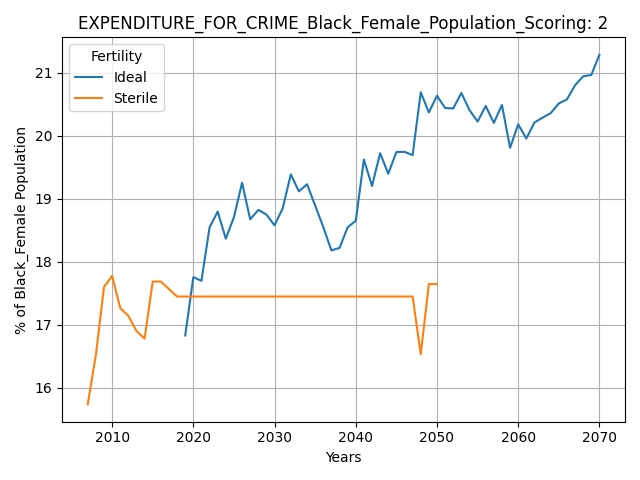 EXPENDITURE_FOR_CRIME_Black_Female_Population_Scoring: 2
Fertility
Ideal
Sterile
% of Black_Female Population
21
20
19
18
17
16
2010 2020 2030 2040 2050 2060 2070
Years